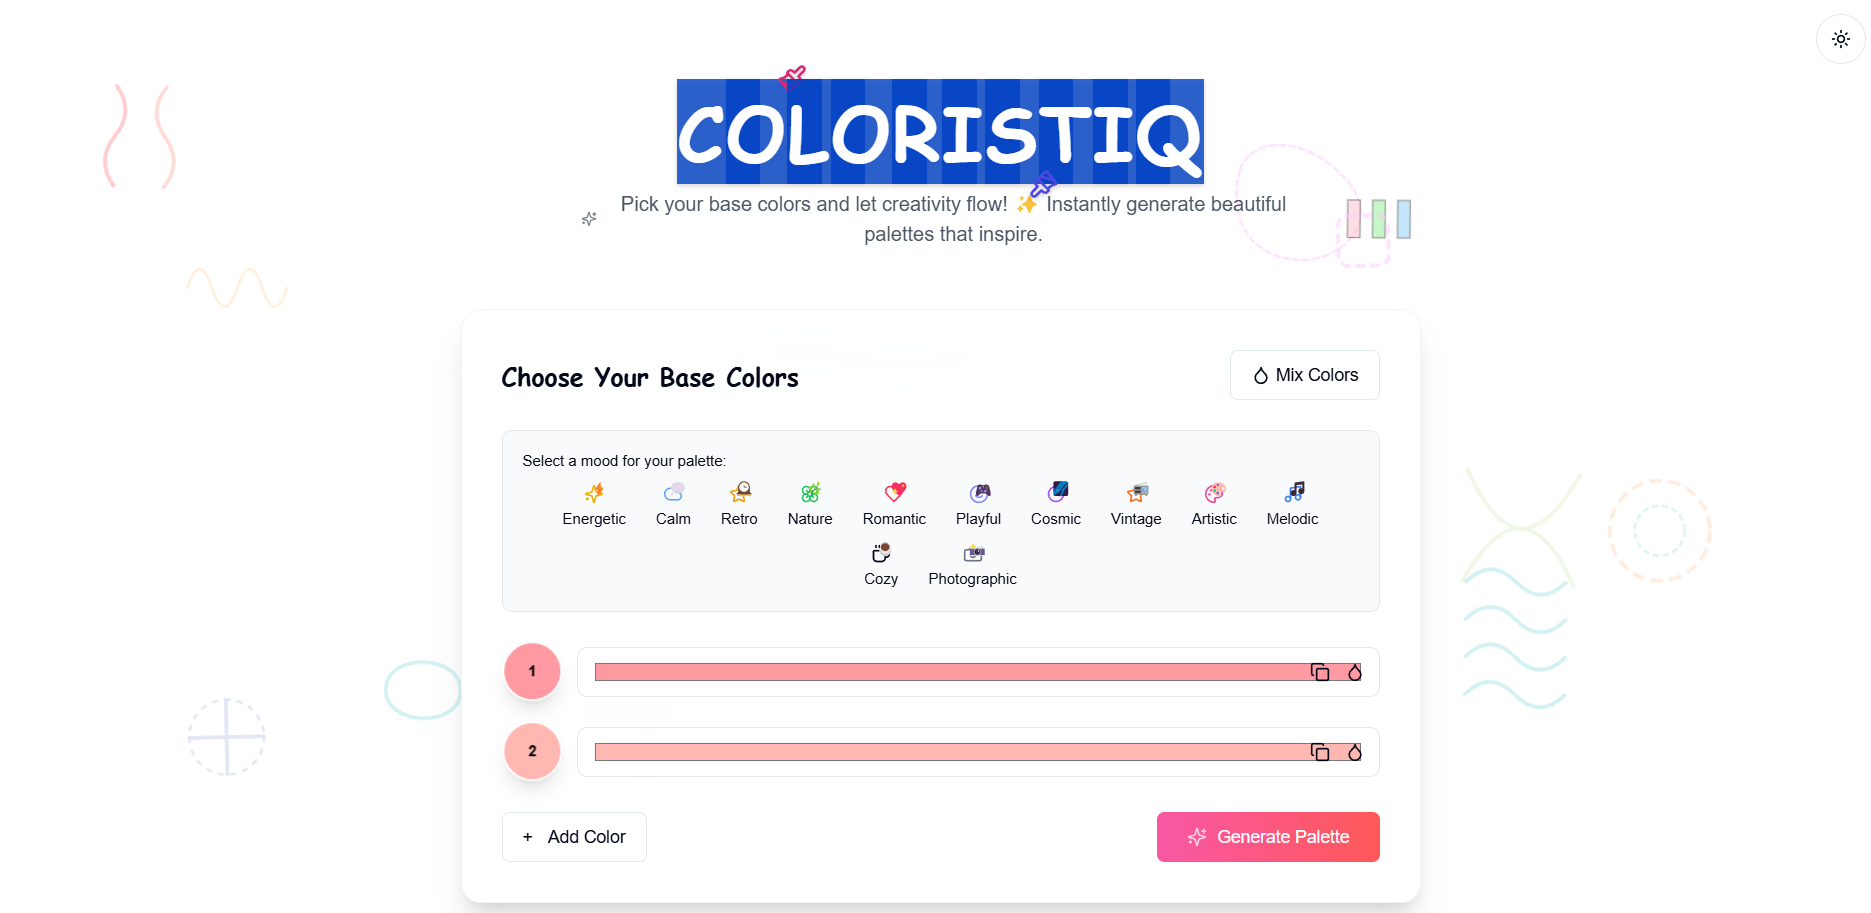 COLORISTIQ
Pick your base colors and let creativity flow! ✨ Instantly generate beautiful
palettes that inspire.
Choose Your Base Colors
Mix Colors
Select a mood for your palette:
Energetic Calm Retro Nature Romantic Playful Cosmic Vintage Artistic Melodic
Cozy Photographic
1
2
+ Add Color
Generate Palette